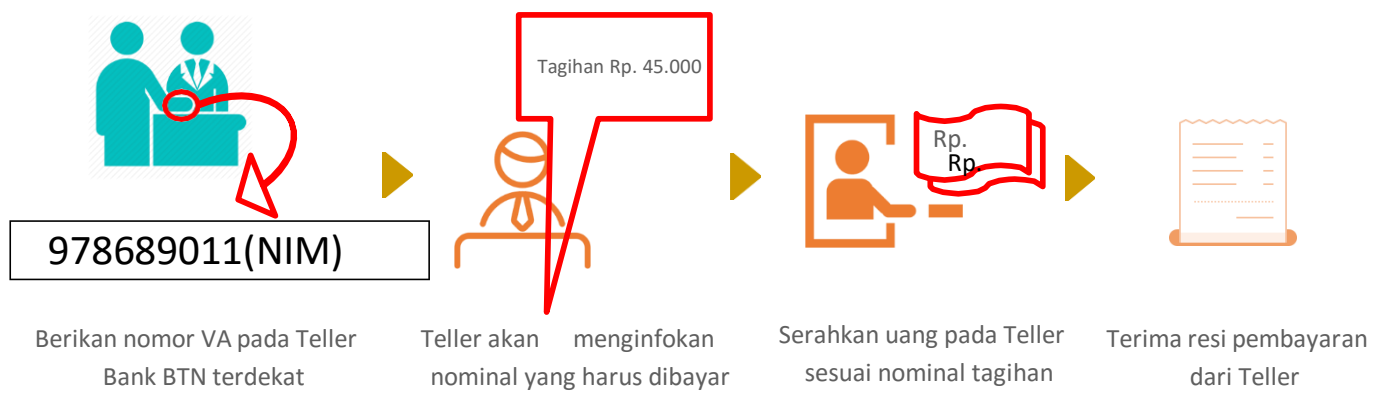 Tagihan Rp. 45.000
Rp.
Rp.
978689011(NIM)
Berikan nomor VA pada Teller
Bank BTN terdekat
Teller akan menginfokan
nominal yang harus dibayar
Serahkan uang pada Teller
sesuai nominal tagihan
Terima resi pembayaran
dari Teller